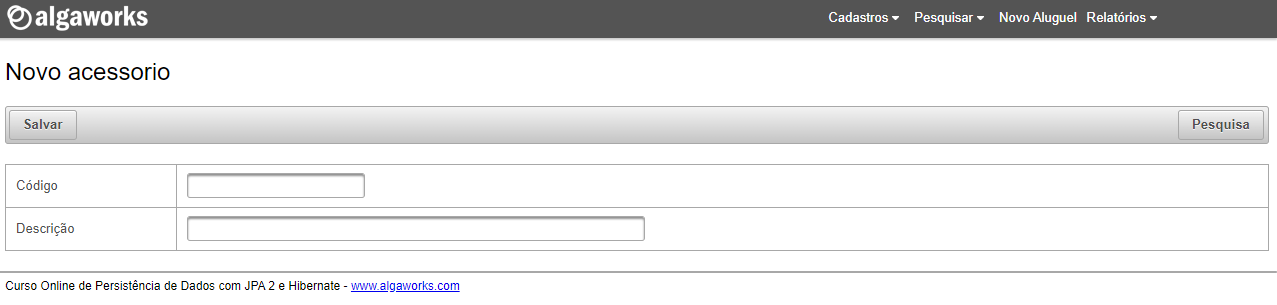 algaworks
Cadastros Pesquisar Novo Aluguel Relatórios
Novo acessorio
Salvar Pesquisa
Código
Descrição
Curso Online de Persistência de Dados com JPA 2 e Hibernate - www.algaworks.com